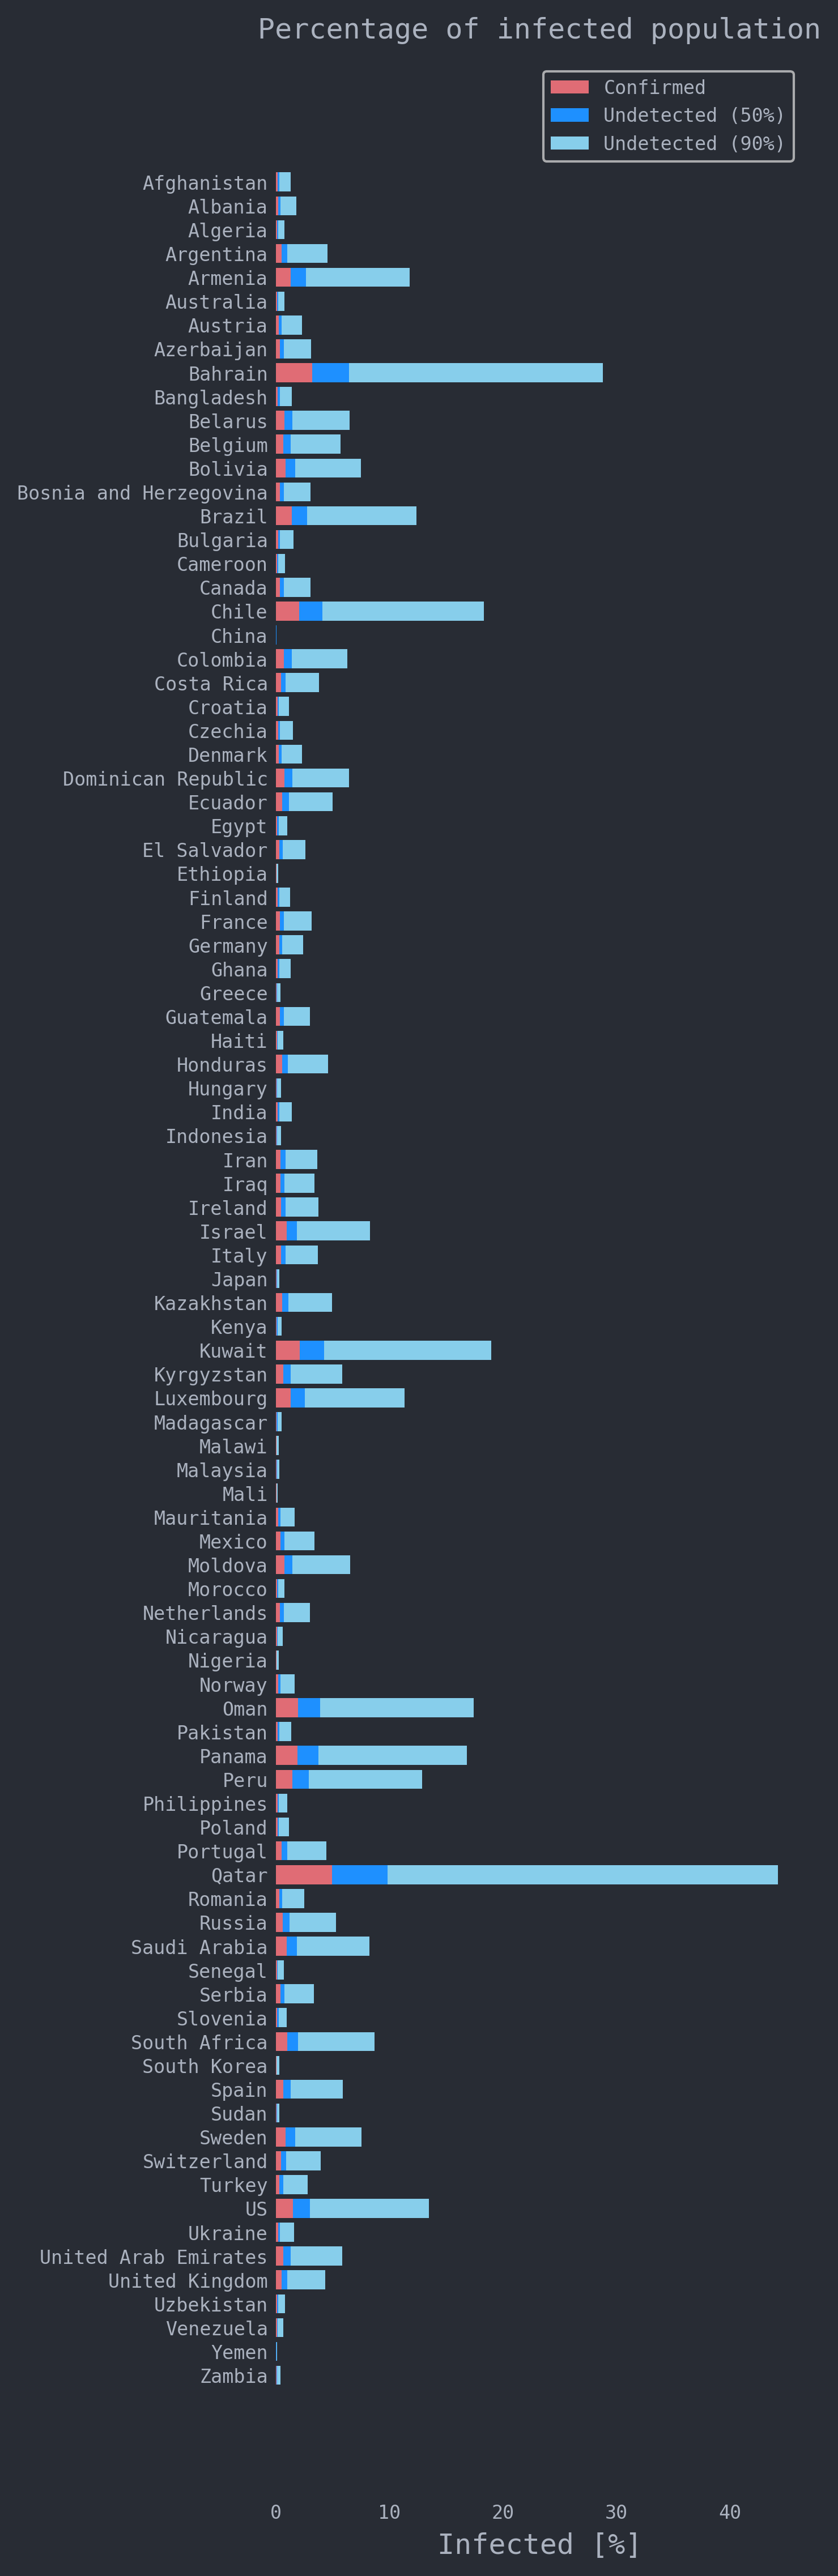 Percentage of infected population
Confirmed
Undetected (50%)
Undetected (90%)
Afghanistan
Albania
Algeria
Argentina
Armenia
Australia
Austria
Azerbaijan
Bahrain
Bangladesh
Belarus
Belgium
Bolivia
Bosnia and Herzegovina
Brazil
Bulgaria
Cameroon
Canada
Chile
China
Colombia
Costa Rica
Croatia
Czechia
Denmark
Dominican Republic
Ecuador
Egypt
El Salvador
Ethiopia
Finland
France
Germany
Ghana
Greece
Guatemala
Haiti
Honduras
Hungary
India
Indonesia
Iran
Iraq
Ireland
Israel
Italy
Japan
Kazakhstan
Kenya
Kuwait
Kyrgyzstan
Luxembourg
Madagascar
Malawi
Malaysia
Mali
Mauritania
Mexico
Moldova
Morocco
Netherlands
Nicaragua
Nigeria
Norway
Oman
Pakistan
Panama
Peru
Philippines
Poland
Portugal
Qatar
Romania
Russia
Saudi Arabia
Senegal
Serbia
Slovenia
South Africa
South Korea
Spain
Sudan
Sweden
Switzerland
Turkey
US
Ukraine
United Arab Emirates
United Kingdom
Uzbekistan
Venezuela
Yemen
Zambia
0 10 20 30 40
Infected [%]